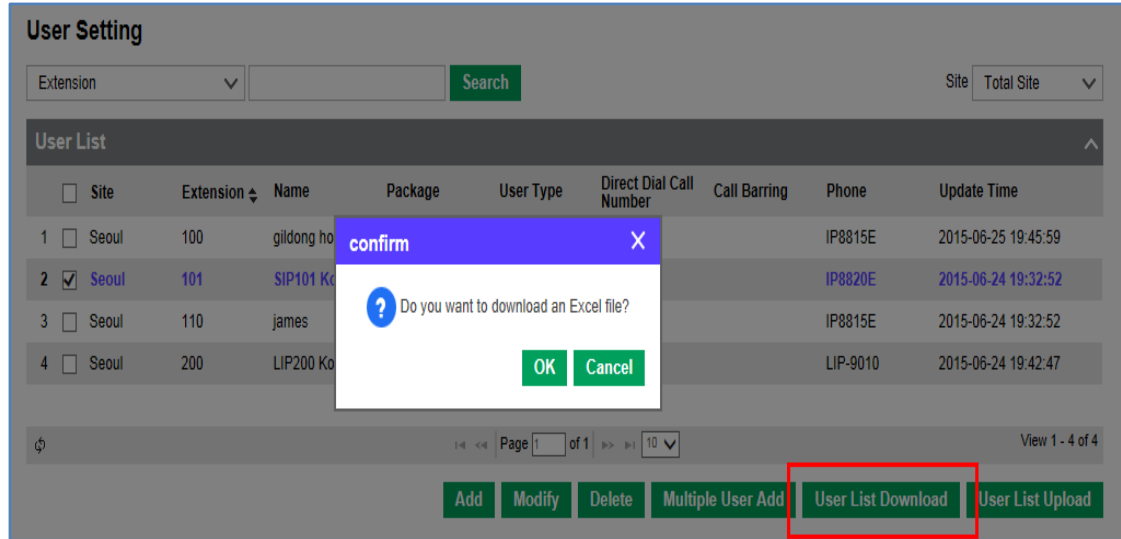 User Setting
Extension Search Site Total Site
User List
Site Extension Name Package User Type Direct Dial Call Number Call Barring Phone Update Time
1 Seoul 100 gildong ho IP8815E 2015-06-25 19:45:59
2 Seoul 101 SIP101 Ko IP8820E 2015-06-24 19:32:52
3 Seoul 110 james IP8815E 2015-06-24 19:32:52
4 Seoul 200 LIP200 Ko LIP-9010 2015-06-24 19:42:47
confirm X
? Do you want to download an Excel file?
OK Cancel
Page 1 of 1 10 View 1 - 4 of 4
Add Modify Delete Multiple User Add User List Download User List Upload